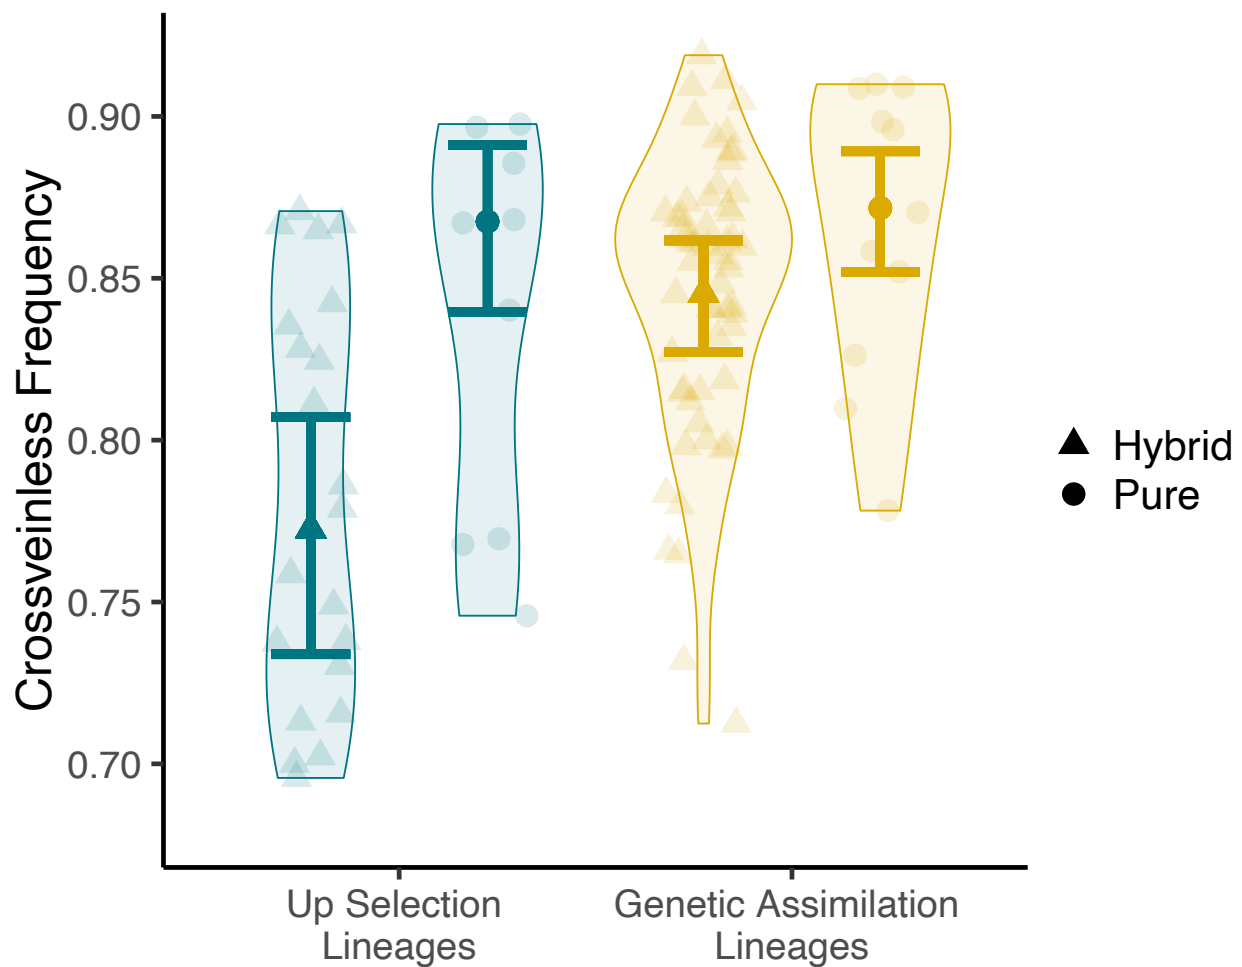 Crossveinless Frequency
0.90
0.85
0.80
0.75
0.70
Up Selection
Lineages
Genetic Assimilation
Lineages
Hybrid
Pure